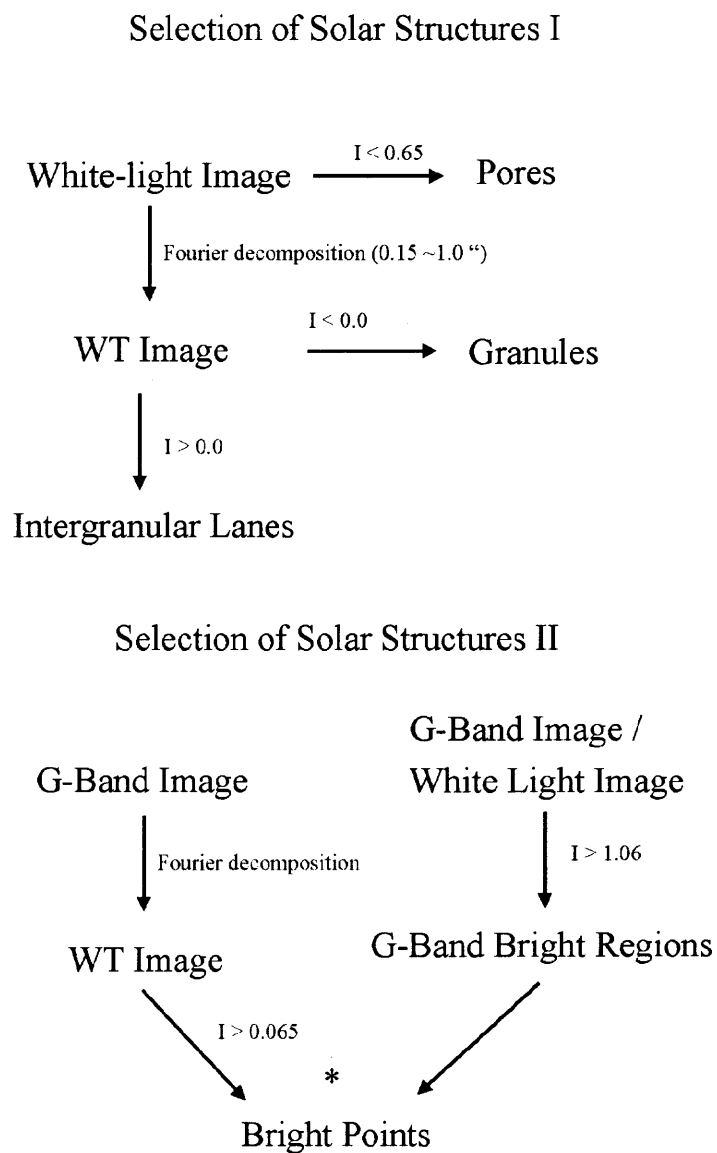 Selection of Solar Structures I
White-light Image
I < 0.65
Pores
Fourier decomposition (0.15 ~1.0 “)
WT Image
I < 0.0
Granules
I > 0.0
Intergranular Lanes
Selection of Solar Structures II
G-Band Image
G-Band Image /
White Light Image
Fourier decomposition
I > 1.06
WT Image
G-Band Bright Regions
I > 0.065
*
Bright Points